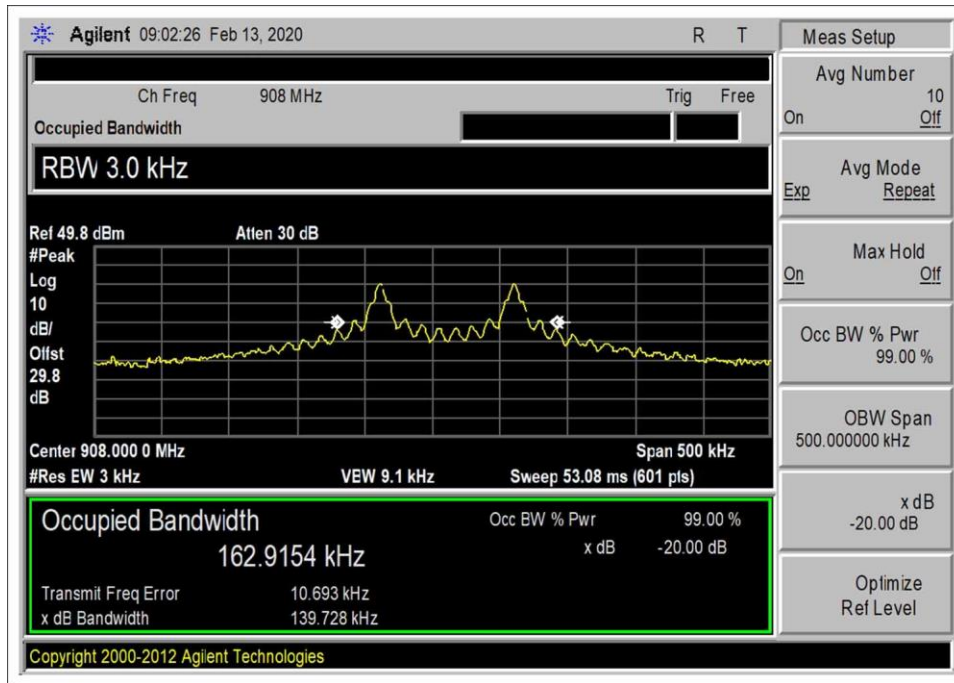 Agilent 09:02:26 Feb 13, 2020 R T
Ch Freq 908 MHz Trig Free
Occupied Bandwidth
RBW 3.0 kHz
Ref 49.8 dBm Atten 30 dB
#Peak
Log
10
dB/
Offst
29.8
dB
Center 908.000 0 MHz Span 500 kHz
#Res EW 3 kHz VEW 9.1 kHz Sweep 53.08 ms (601 pts)
Occupied Bandwidth Occ BW % Pwr 99.00 %
162.9154 kHz x dB -20.00 dB
Transmit Freq Error 10.693 kHz
x dB Bandwidth 139.728 kHz
Copyright 2000-2012 Agilent Technologies
Meas Setup
Avg Number
10
On Off
Avg Mode
Exp Repeat
Max Hold
On Off
Occ BW % Pwr
99.00 %
OBW Span
500.000000 kHz
x dB
-20.00 dB
Optimize
Ref Level